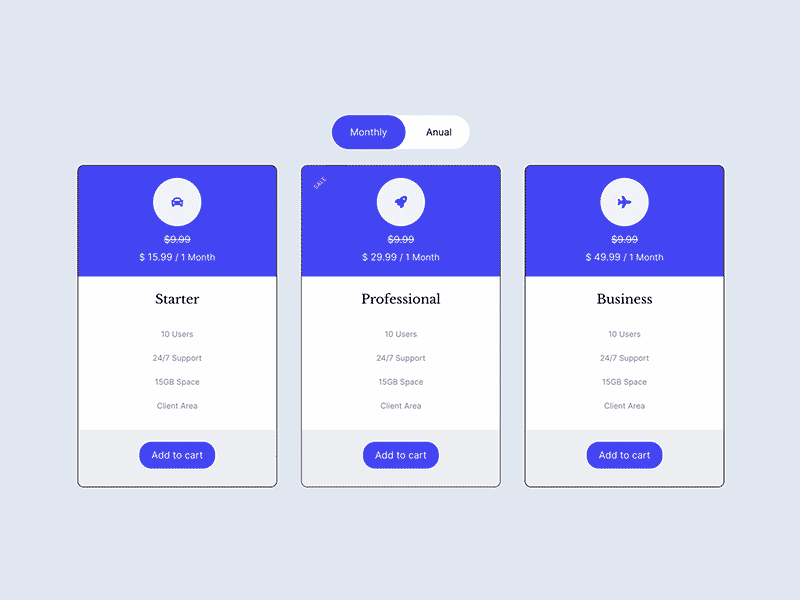 Monthly
Anual
$9.99
$ 15.99 / 1 Month
Starter
10 Users
24/7 Support
15GB Space
Client Area
Add to cart
SALE
$9.99
$ 29.99 / 1 Month
Professional
10 Users
24/7 Support
15GB Space
Client Area
Add to cart
$9.99
$ 49.99 / 1 Month
Business
10 Users
24/7 Support
15GB Space
Client Area
Add to cart